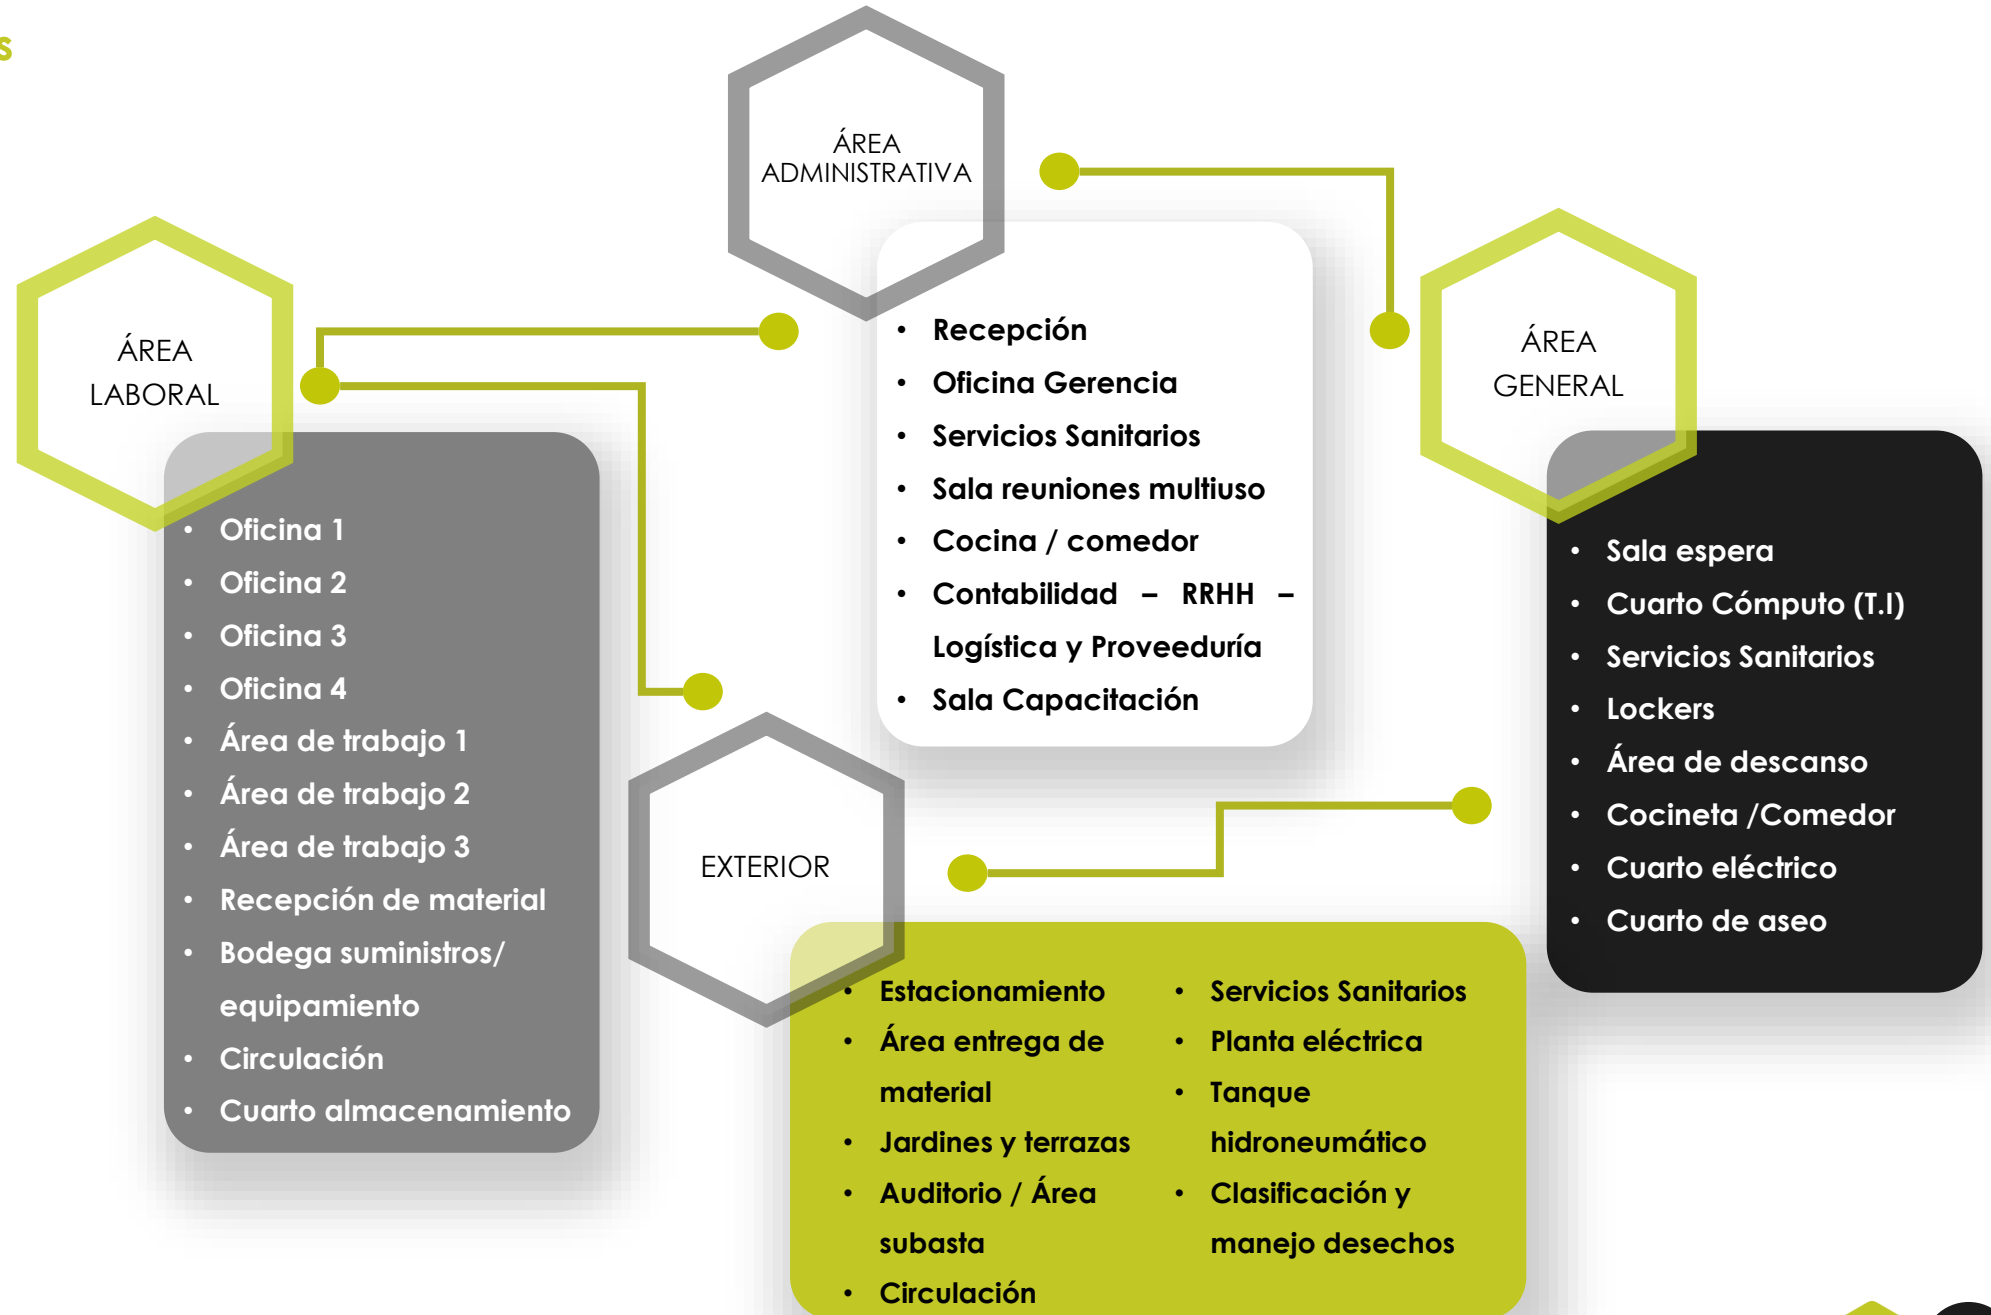 s
ÁREA
ADMINISTRATIVA
• Recepción
• Oficina Gerencia
• Servicios Sanitarios
• Sala reuniones multiuso
• Cocina / comedor
• Contabilidad – RRHH –
Logística y Proveeduría
• Sala Capacitación
ÁREA
LABORAL
• Oficina 1
• Oficina 2
• Oficina 3
• Oficina 4
• Área de trabajo 1
• Área de trabajo 2
• Área de trabajo 3
• Recepción de material
• Bodega suministros/
equipamiento
• Circulación
• Cuarto almacenamiento
ÁREA
GENERAL
• Sala espera
• Cuarto Cómputo (T.I)
• Servicios Sanitarios
• Lockers
• Área de descanso
• Cocineta /Comedor
• Cuarto eléctrico
• Cuarto de aseo
EXTERIOR
• Estacionamiento
• Área entrega de
material
• Jardines y terrazas
• Auditorio / Área
subasta
• Circulación
• Servicios Sanitarios
• Planta eléctrica
• Tanque
hidroneumático
• Clasificación y
manejo desechos